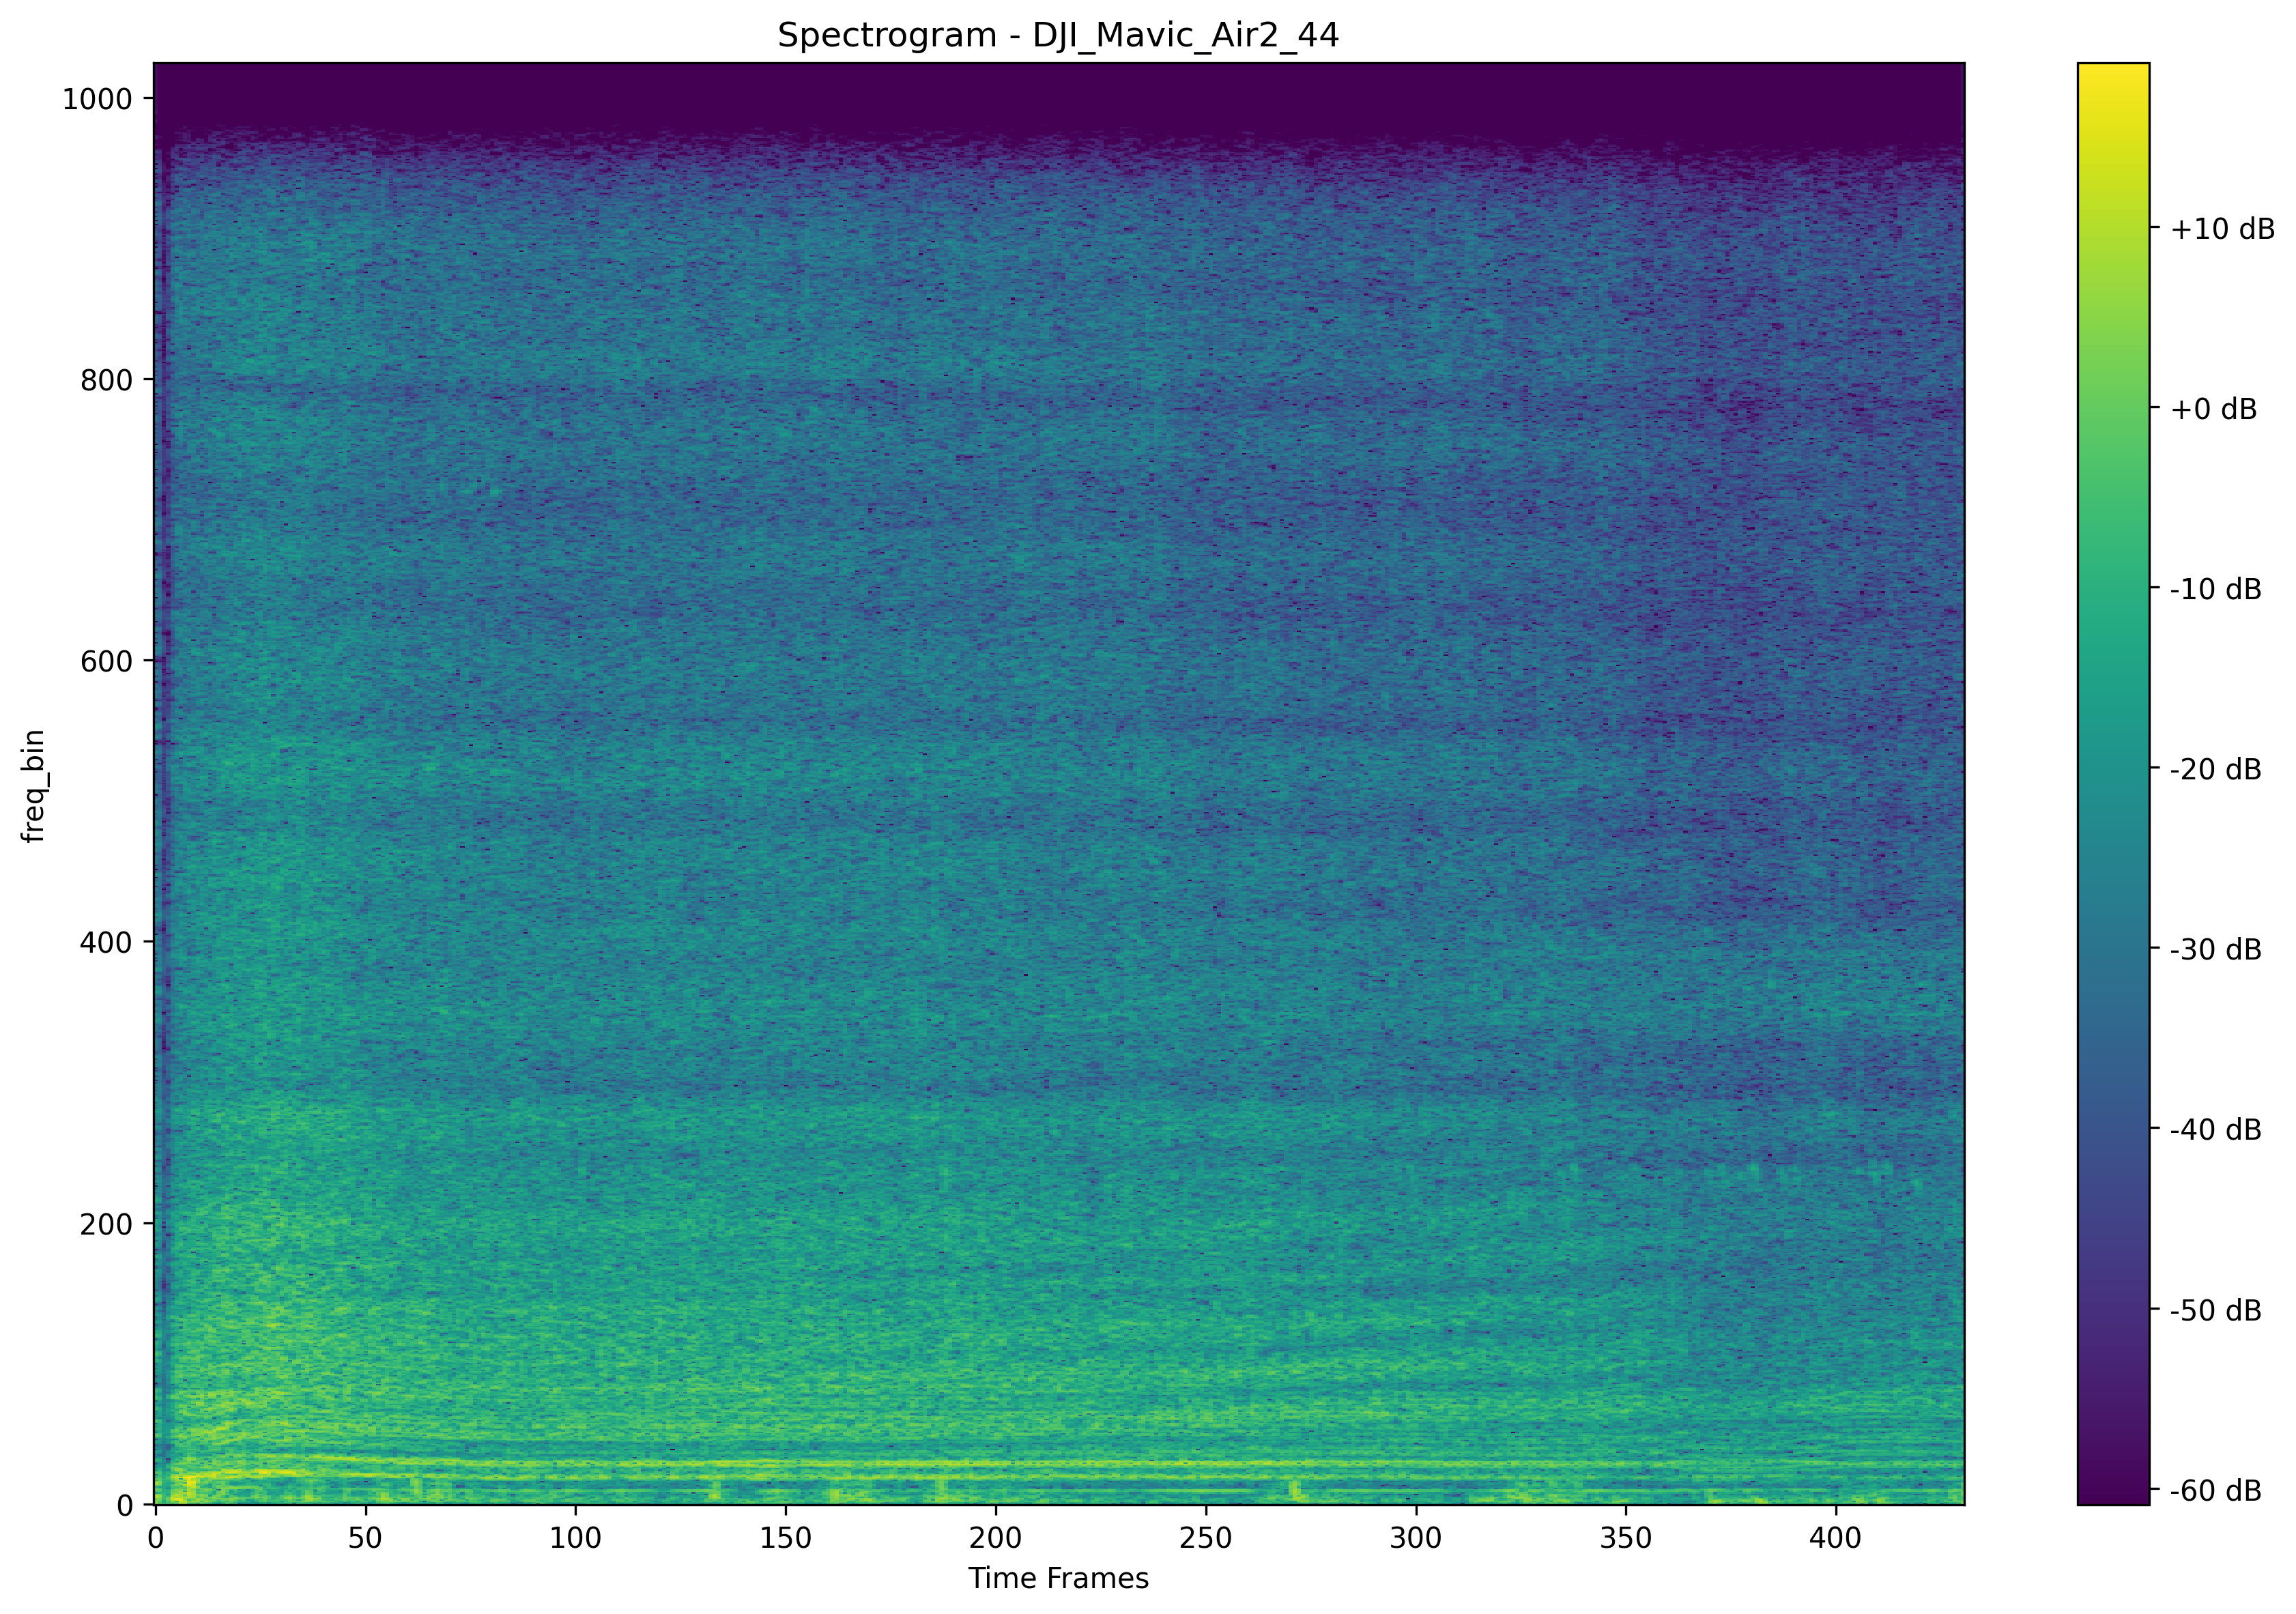 Spectrogram - DJI_Mavic_Air2_44
1000
800
600
400
200
0
freq_bin
0 50 100 150 200 250 300 350 400
Time Frames
+10 dB
+0 dB
-10 dB
-20 dB
-30 dB
-40 dB
-50 dB
-60 dB